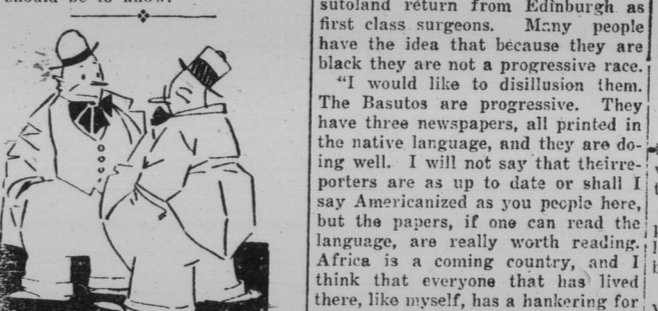 should be to know.
sutoland return from Edinburgh as
first class surgeons. Many people
have the idea that because they are
black they are not a progressive race.
"I would like to disillusion them.
The Basutos are progressive. They
have three newspapers, all printed in
the native language, and they are do-
ing well. I will not say that theirre-
porters are as up to date or shall I
say Americanized as you people here,
but the papers, if one can read the
language, are really worth reading.
Africa is a coming country, and I
think that everyone that has lived
there, like myself, has a hankering for